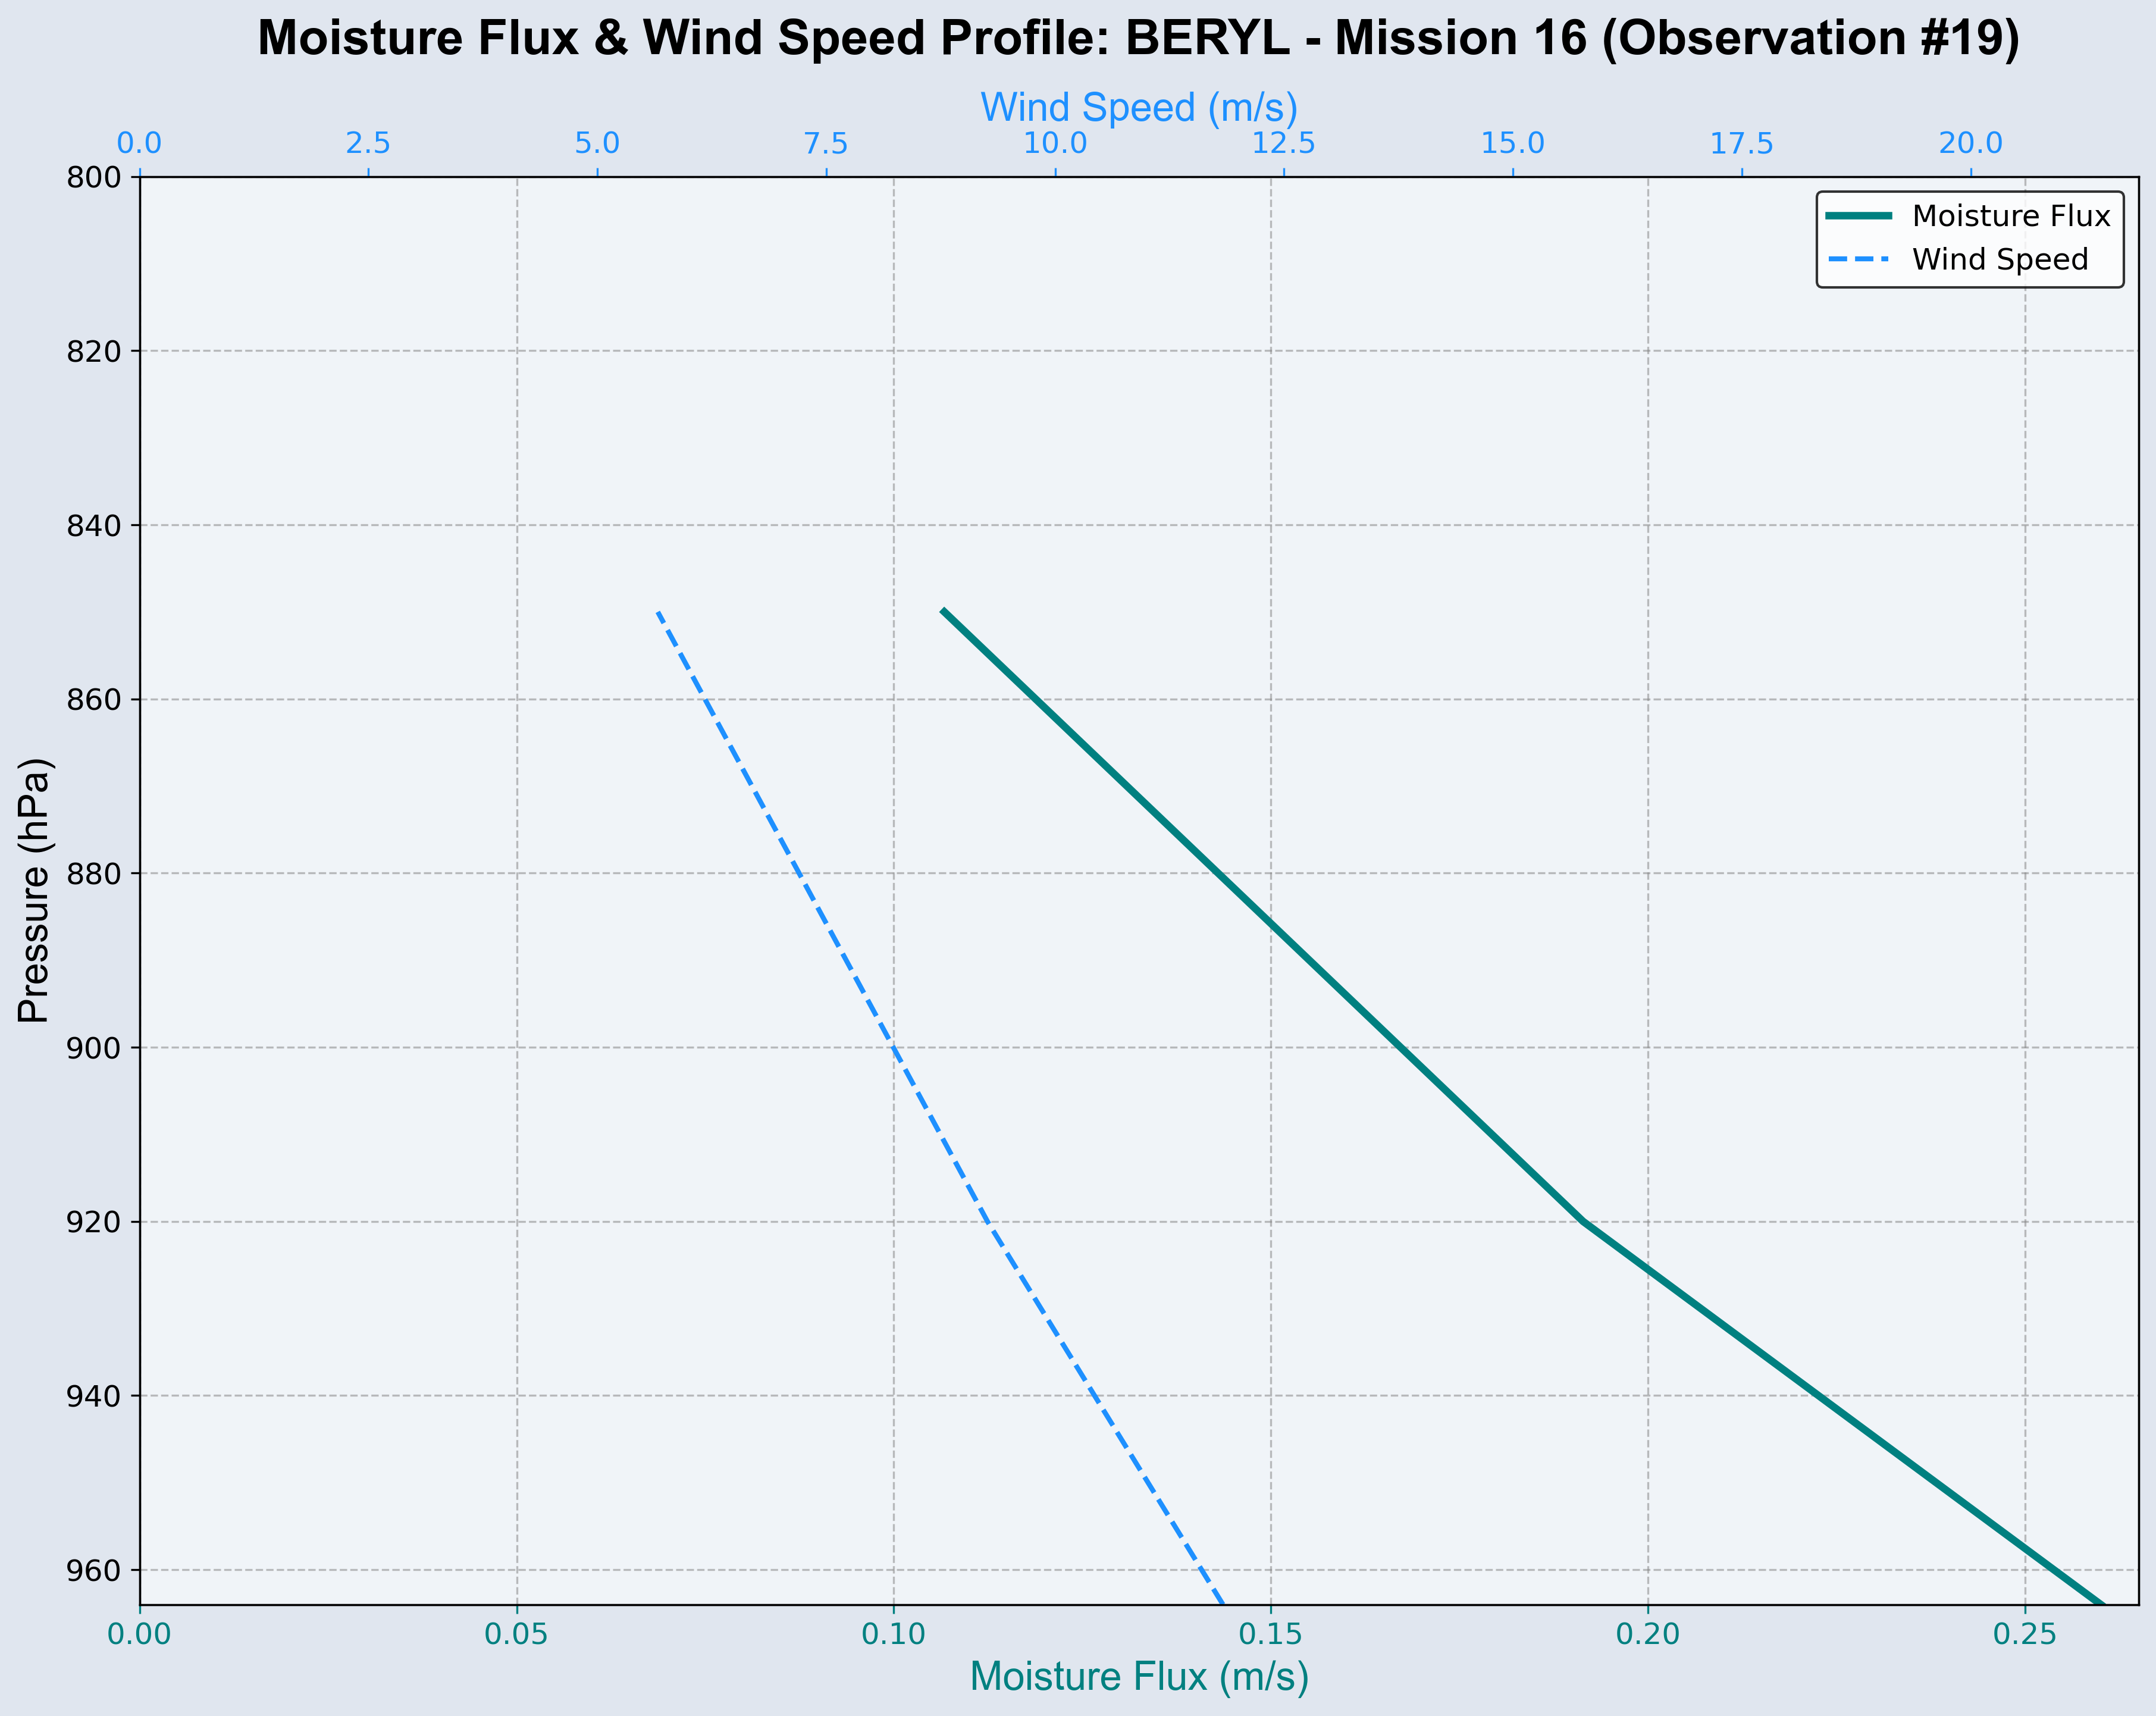 Moisture Flux & Wind Speed Profile: BERYL - Mission 16 (Observation #19)
Wind Speed (m/s)
0.0 2.5 5.0 7.5 10.0 12.5 15.0 17.5 20.0
Moisture Flux
Wind Speed
Pressure (hPa)
800
820
840
860
880
900
920
940
960
0.00 0.05 0.10 0.15 0.20 0.25
Moisture Flux (m/s)